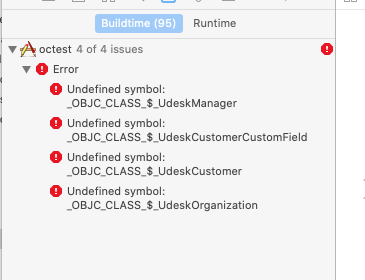 Buildtime (95) Runtime
octest 4 of 4 issues
Error
Undefined symbol:
_OBJC_CLASS_$_UdeskManager
Undefined symbol:
_OBJC_CLASS_$_UdeskCustomerCustomField
Undefined symbol:
_OBJC_CLASS_$_UdeskCustomer
Undefined symbol:
_OBJC_CLASS_$_UdeskOrganization